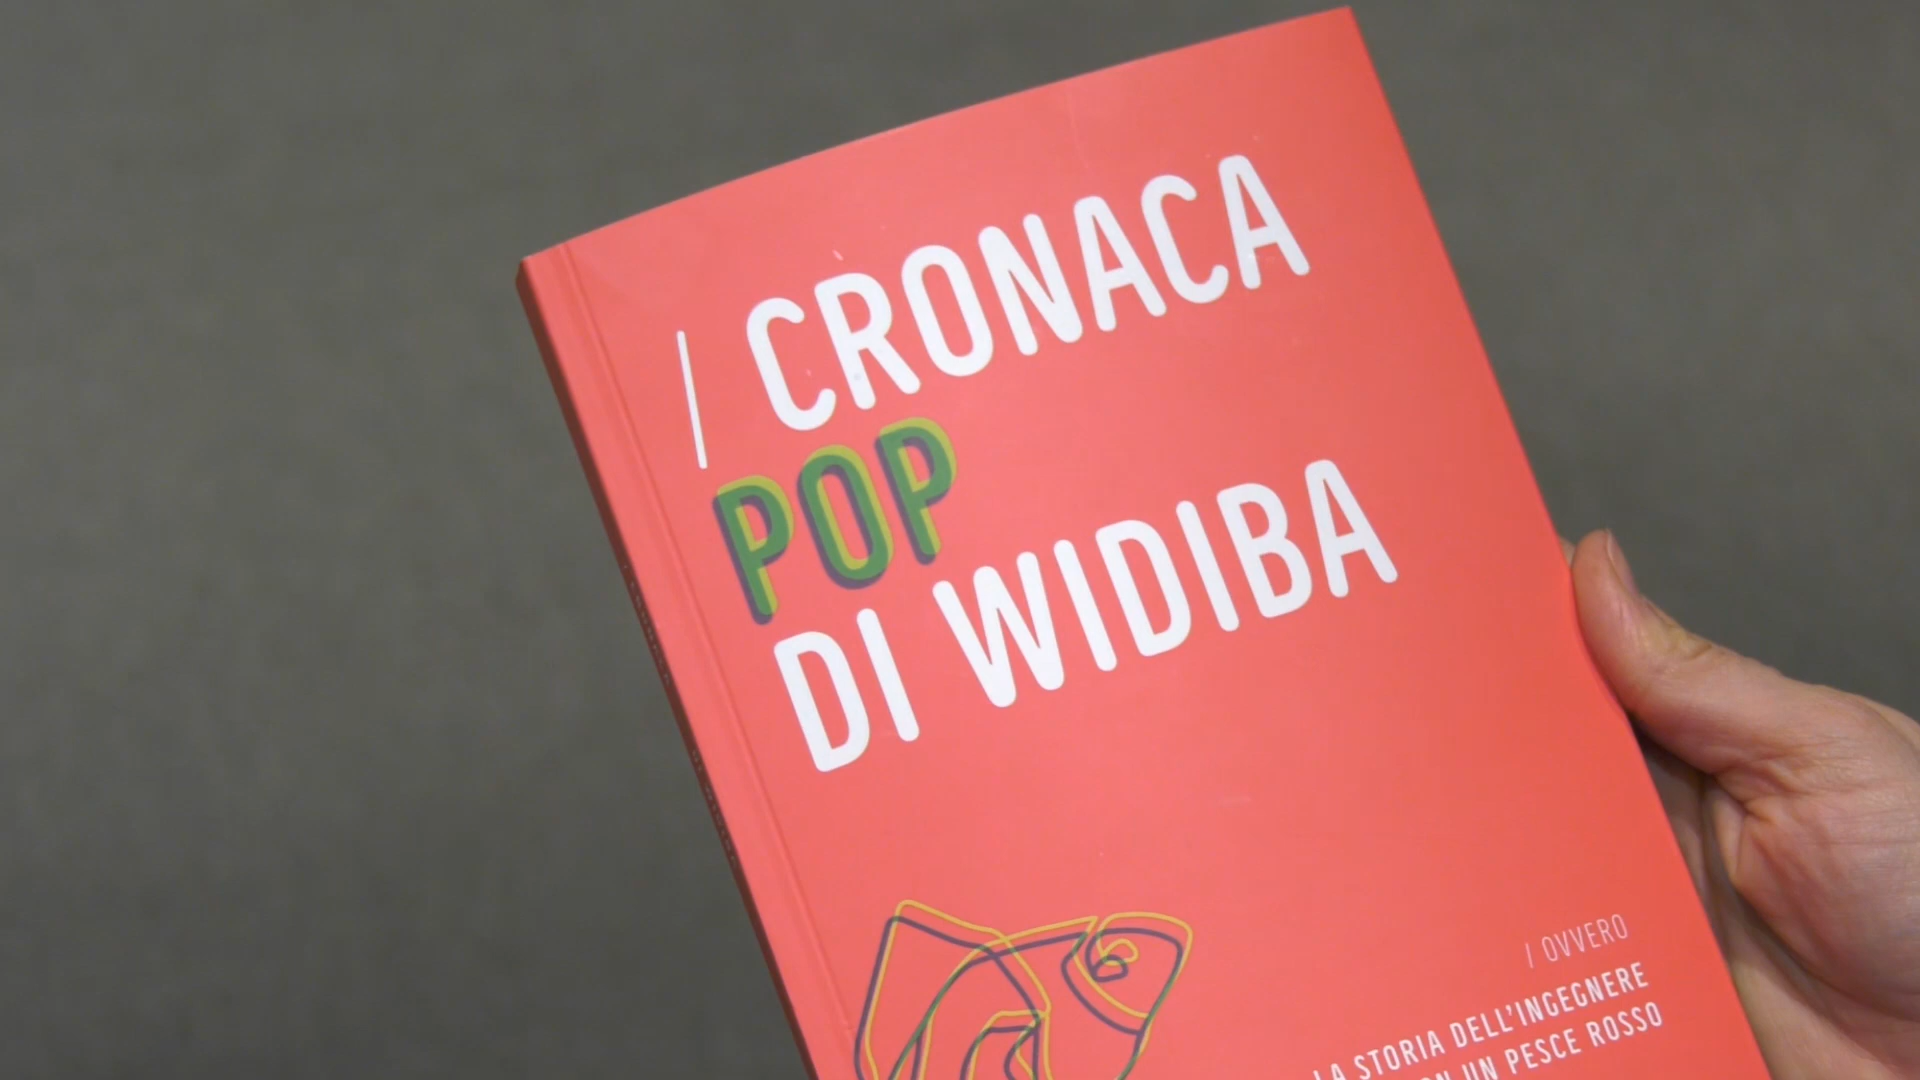 / CRONACA
POP
DI WIDIBA
/ OVVERO
LA STORIA DELL'INGEGNERE
UN PESCE ROSSO